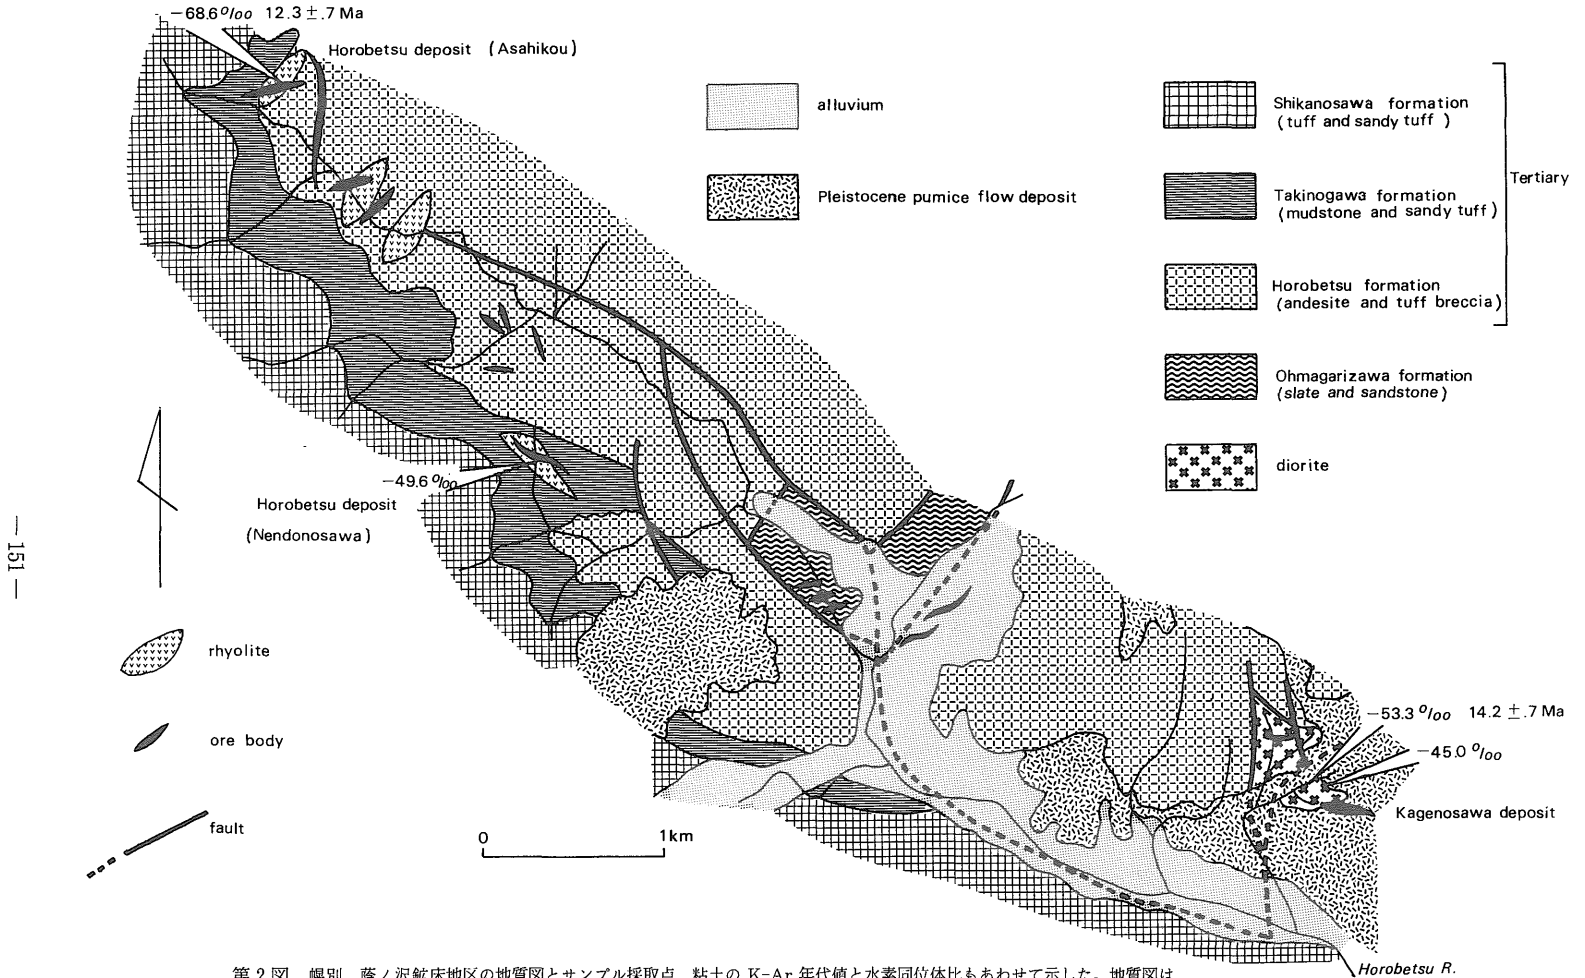 −68.6 o/oo 12.3 ± .7 Ma
Horobetsu deposit (Asahikou)
alluvium
Pleistocene pumice flow deposit
Shikanosawa formation
(tuff and sandy tuff )
Takinogawa formation
(mudstone and sandy tuff)
Horobetsu formation
(andesite and tuff breccia)
Tertiary
Ohmagarizawa formation
(slate and sandstone)
diorite
−49.6 o/oo
Horobetsu deposit
(Nendonosawa)
— 151 —
rhyolite
ore body
fault
0 1km
−53.3 o/oo 14.2 ± .7 Ma
−45.0 o/oo
Kagenosawa deposit
Horobetsu R.
第2図 幌別，蔭ノ沢鉱床地区の地質図とサンプル採取点．粘土の K-Ar 年代値と水素同位体比もあわせて示した．地質図は